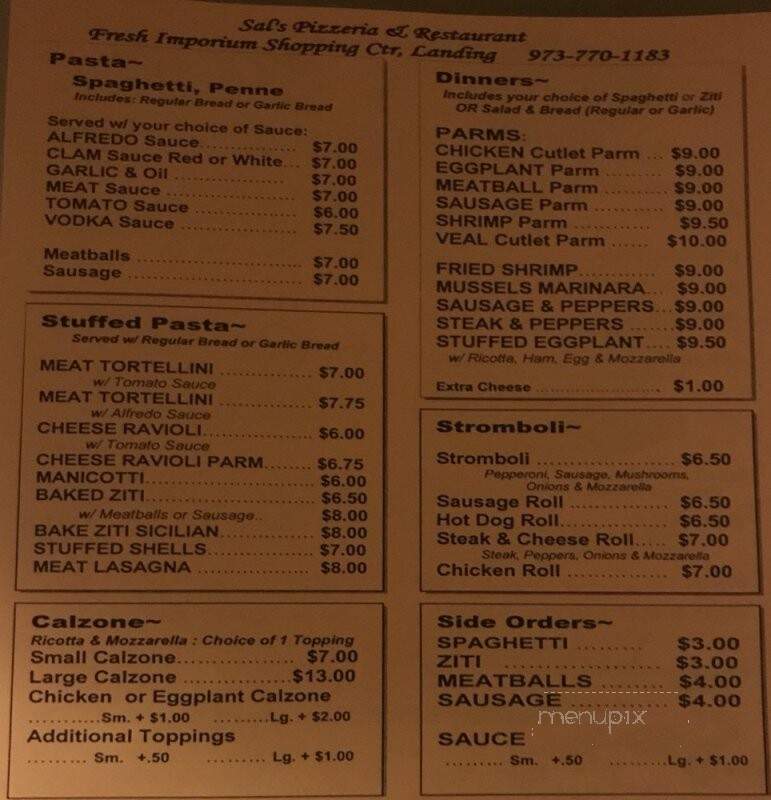 Sal's Pizzeria & Restaurant
Fresh Imporium Shopping Ctr, Landing 973-770-1183
Pasta~
Spaghetti, Penne
Includes: Regular Bread or Garlic Bread
Served w/ your choice of Sauce:
ALFREDO Sauce.............. $7.00
CLAM Sauce Red or White... $7.00
GARLIC & Oil ................ $7.00
MEAT Sauce ................. $7.00
TOMATO Sauce .............. $6.00
VODKA Sauce ............... $7.50
Meatballs ........................ $7.00
Sausage ......................... $7.00
Stuffed Pasta~
Served w/ Regular Bread or Garlic Bread
MEAT TORTELLINI .............. $7.00
w/ Tomato Sauce
MEAT TORTELLINI .............. $7.75
w/ Alfredo Sauce
CHEESE RAVIOLI................ $6.00
w/ Tomato Sauce
CHEESE RAVIOLI PARM....... $6.75
MANICOTTI......................... $6.00
BAKED ZITI......................... $6.50
w/ Meatballs or Sausage.. $8.00
BAKE ZITI SICILIAN.............. $8.00
STUFFED SHELLS............... $7.00
MEAT LASAGNA ................ $8.00
Calzone~
Ricotta & Mozzarella : Choice of 1 Topping
Small Calzone................ $7.00
Large Calzone ...............$13.00
Chicken or Eggplant Calzone
...........Sm. + $1.00 .........Lg. + $2.00
Additional Toppings
......... Sm. +.50 ......... Lg. + $1.00
Dinners~
Includes your choice of Spaghetti or Ziti
OR Salad & Bread (Regular or Garlic)
PARMS:
CHICKEN Cutlet Parm ... $9.00
EGGPLANT Parm ......... $9.00
MEATBALL Parm .......... $9.00
SAUSAGE Parm ........... $9.00
SHRIMP Parm .............. $9.50
VEAL Cutlet Parm ...... $10.00
FRIED SHRIMP............ $9.00
MUSSELS MARINARA... $9.00
SAUSAGE & PEPPERS...$9.00
STEAK & PEPPERS ......$9.00
STUFFED EGGPLANT.... $9.50
w/ Ricotta, Ham, Egg & Mozzarella
Extra Cheese ....................... $1.00
Stromboli~
Stromboli ..................... $6.50
Pepperoni, Sausage, Mushrooms,
Onions & Mozzarella
Sausage Roll ............... $6.50
Hot Dog Roll................. $6.50
Steak & Cheese Roll..... $7.00
Steak, Peppers, Onions & Mozzarella
Chicken Roll ............... $7.00
Side Orders~
SPAGHETTI ......... $3.00
ZITI .................... $3.00
MEATBALLS ........ $4.00
SAUSAGE ........... $4.00
menupix
SAUCE
......... Sm. +.50 .........Lg. + $1.00